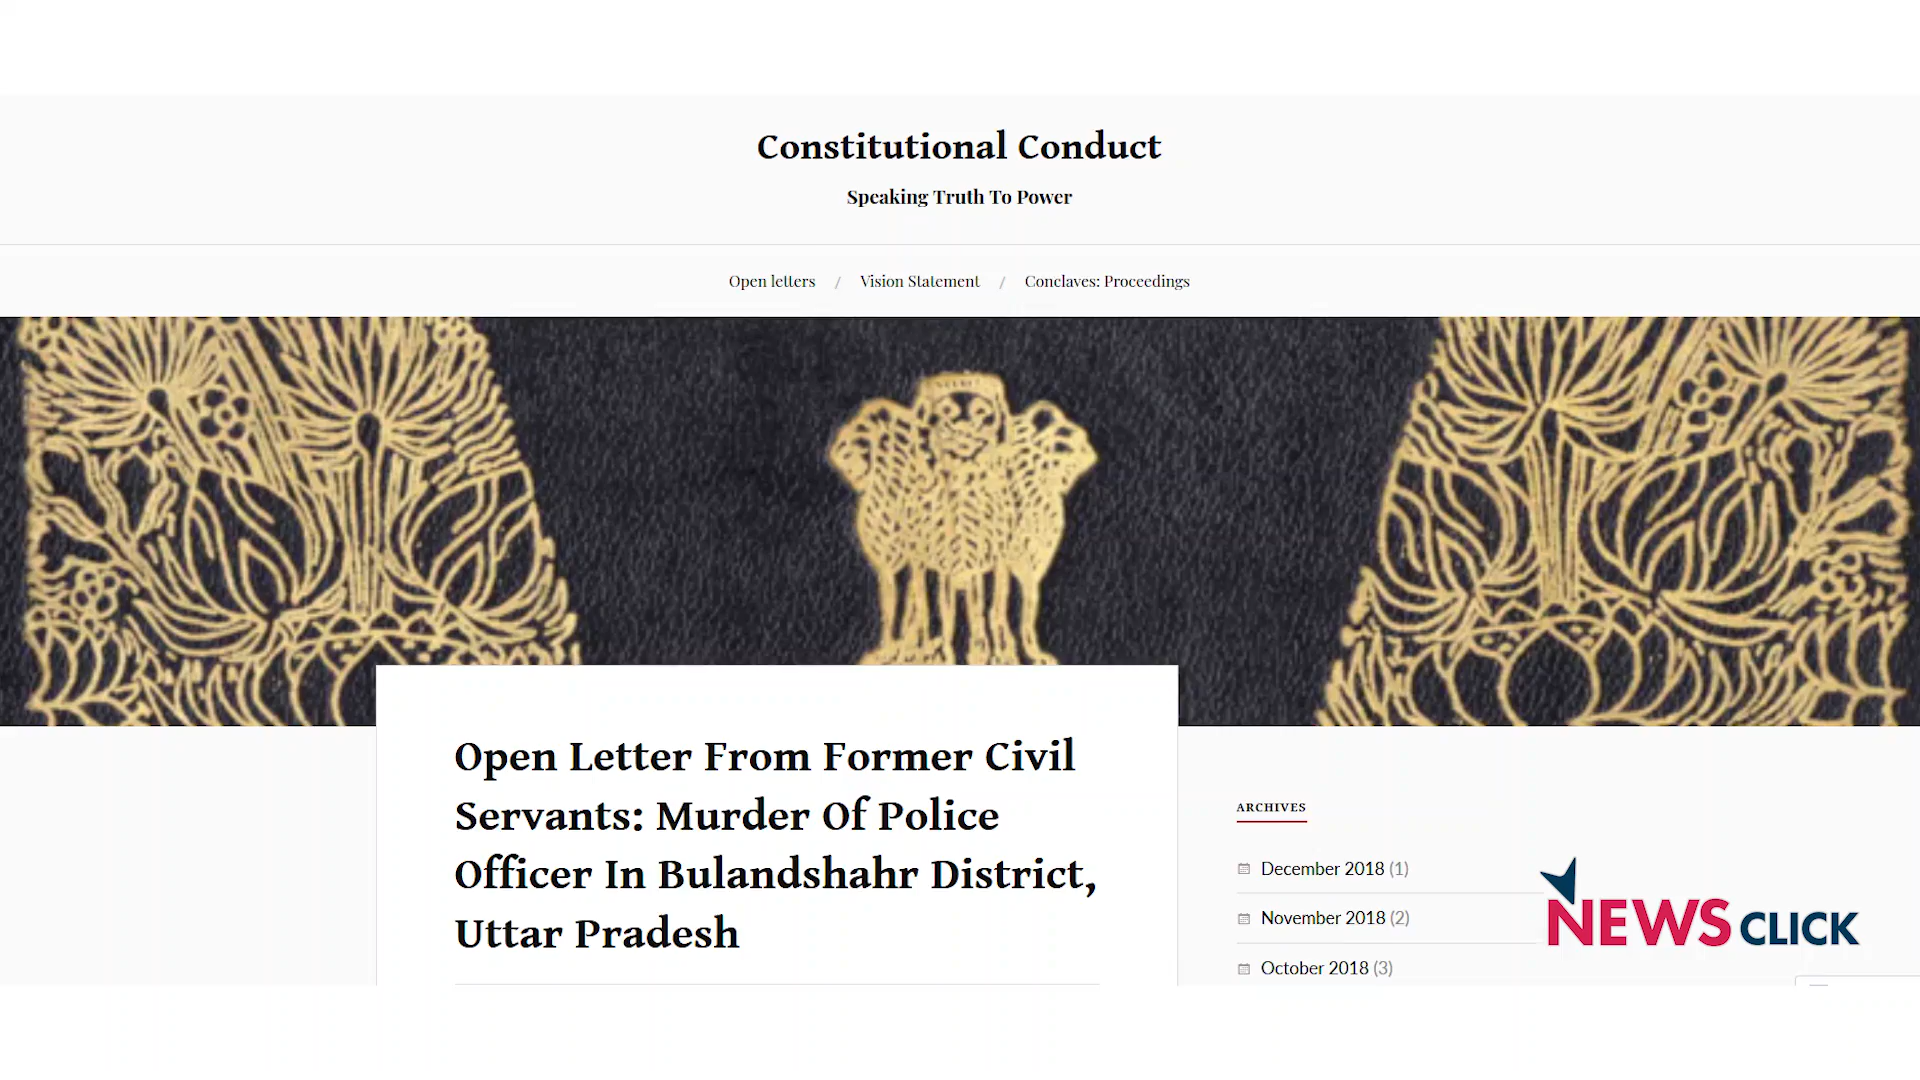 Constitutional Conduct
Speaking Truth To Power
Open letters / Vision Statement / Conclaves: Proceedings
Open Letter From Former Civil
Servants: Murder Of Police
Officer In Bulandshahr District,
Uttar Pradesh
ARCHIVES
December 2018 (1)
November 2018 (2)
October 2018 (3)
NEWS CLICK